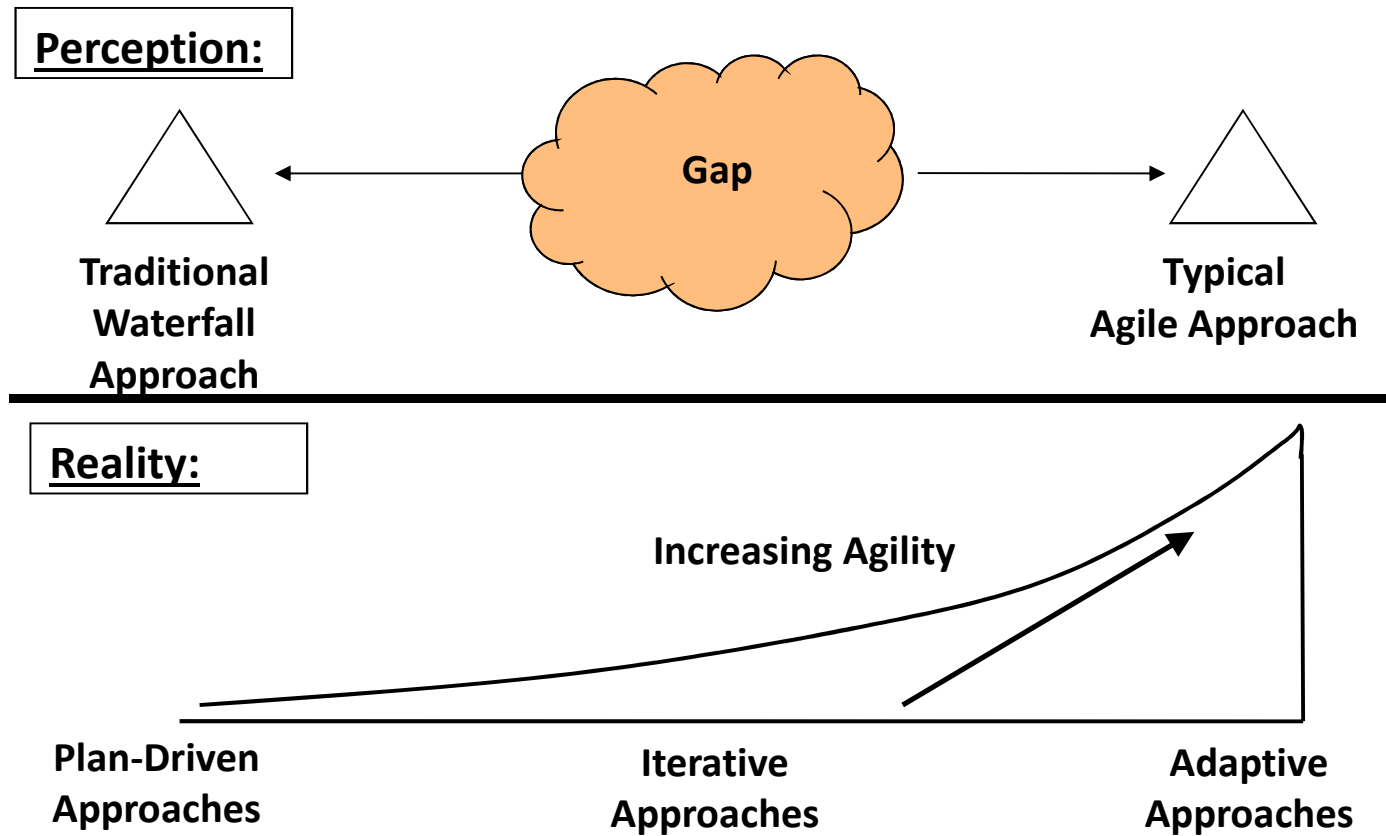 Perception:
Gap
Traditional
Waterfall
Approach
Typical
Agile Approach
Reality:
Increasing Agility
Plan-Driven
Approaches
Iterative
Approaches
Adaptive
Approaches